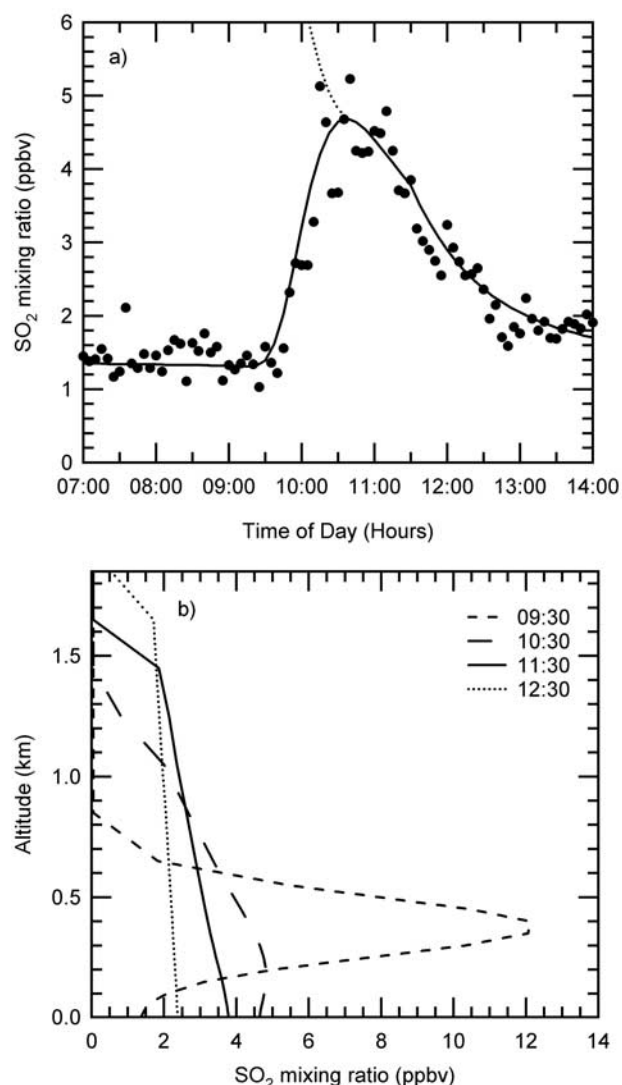 6
5
4
3
2
1
0
a)
SO2 mixing ratio (ppbv)
07:00 08:00 09:00 10:00 11:00 12:00 13:00 14:00
Time of Day (Hours)
b)
09:30
10:30
11:30
12:30
1.5
1.0
0.5
0.0
Altitude (km)
0 2 4 6 8 10 12 14
SO2 mixing ratio (ppbv)